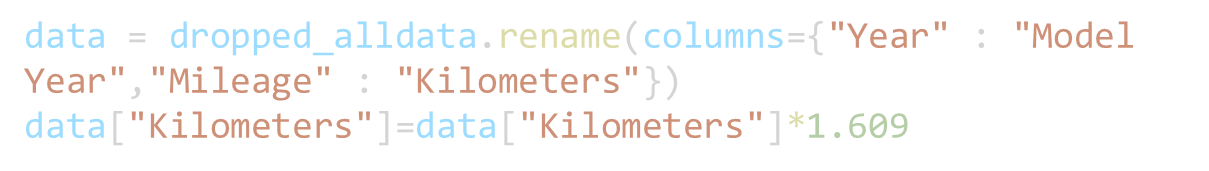 data = dropped_alldata.rename(columns={"Year" : "Model
Year","Mileage" : "Kilometers"})
data["Kilometers"]=data["Kilometers"]*1.609